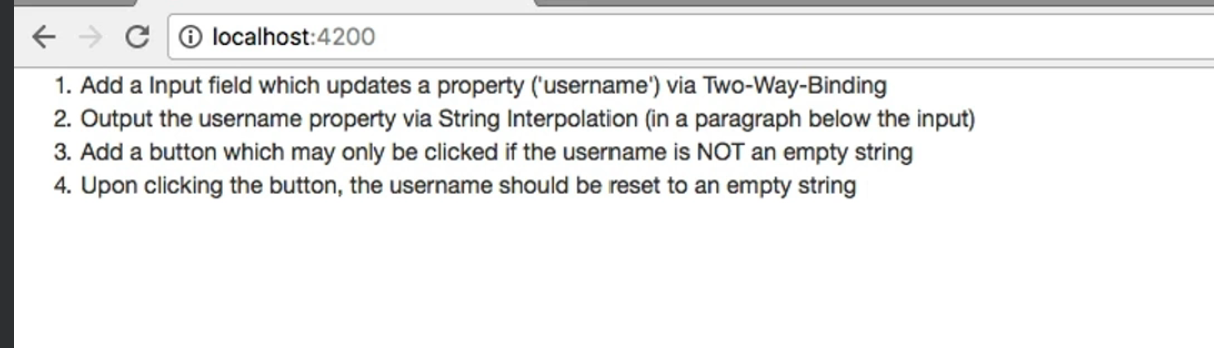 localhost:4200
1. Add a Input field which updates a property ('username') via Two-Way-Binding
2. Output the username property via String Interpolation (in a paragraph below the input)
3. Add a button which may only be clicked if the username is NOT an empty string
4. Upon clicking the button, the username should be reset to an empty string